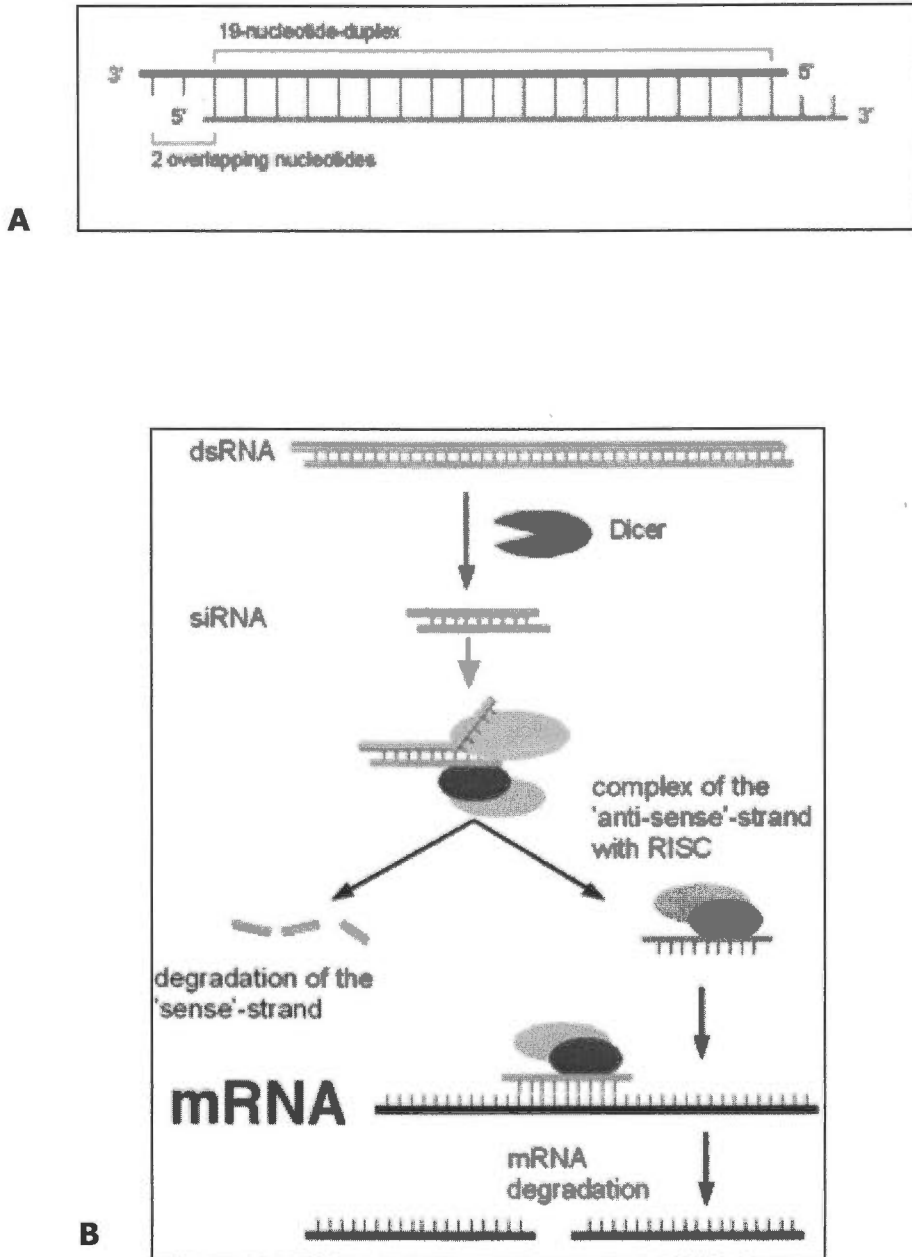 19-nucleotide-duplex
3'
5'
5'
3'
2 overlapping nucleotides
A
dsRNA
Dicer
siRNA
complex of the
'anti-sense'-strand
with RISC
degradation of the
'sense'-strand
mRNA
mRNA
degradation
B